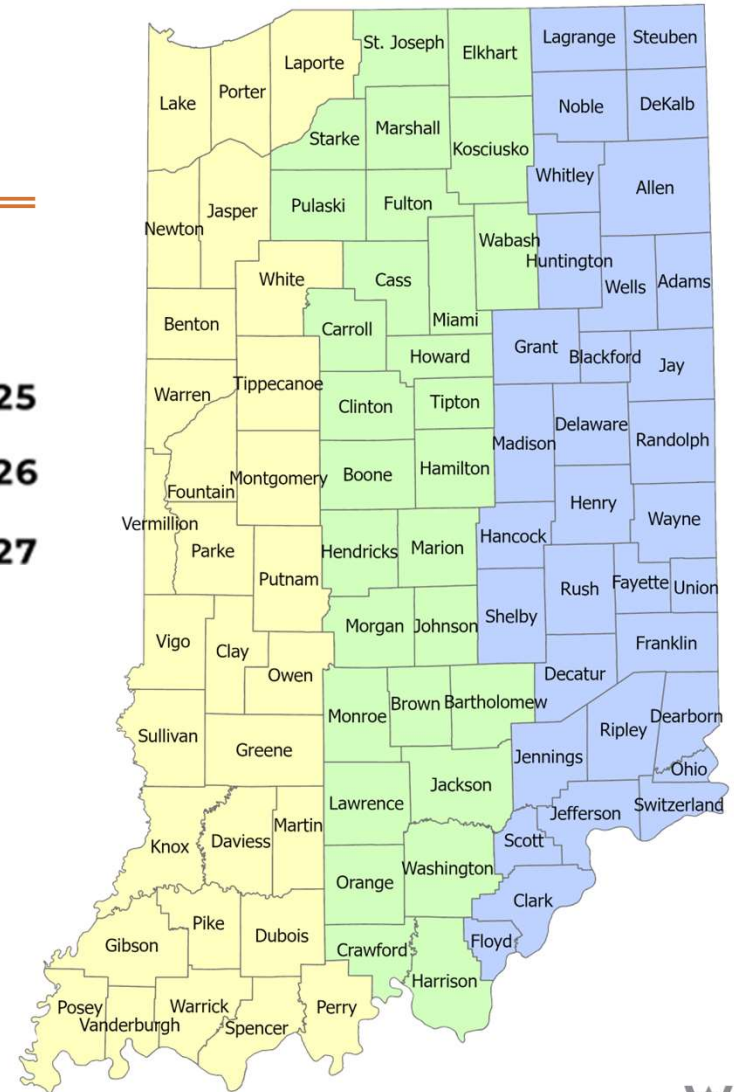 25
26
27
St. Joseph
Elkhart
Lagrange
Steuben
Laporte
Lake
Porter
Noble
DeKalb
Starke
Marshall
Kosciusko
Whitley
Allen
Newton
Jasper
Pulaski
Fulton
Wabash
Huntington
White
Cass
Wells
Adams
Benton
Carroll
Miami
Howard
Grant
Blackford
Jay
Warren
Tippecanoe
Clinton
Tipton
Delaware
Madison
Randolph
Fountain
Montgomery
Boone
Hamilton
Henry
Vermillion
Parke
Hendricks
Marion
Hancock
Wayne
Putnam
Rush
Fayette
Union
Vigo
Clay
Morgan
Johnson
Shelby
Franklin
Owen
Decatur
Sullivan
Greene
Monroe
Brown
Bartholomew
Ripley
Dearborn
Jennings
Ohio
Lawrence
Jackson
Jefferson
Switzerland
Knox
Daviess
Martin
Scott
Orange
Washington
Clark
Gibson
Pike
Dubois
Crawford
Floyd
Harrison
Posey
Vanderburgh
Warrick
Spencer
Perry